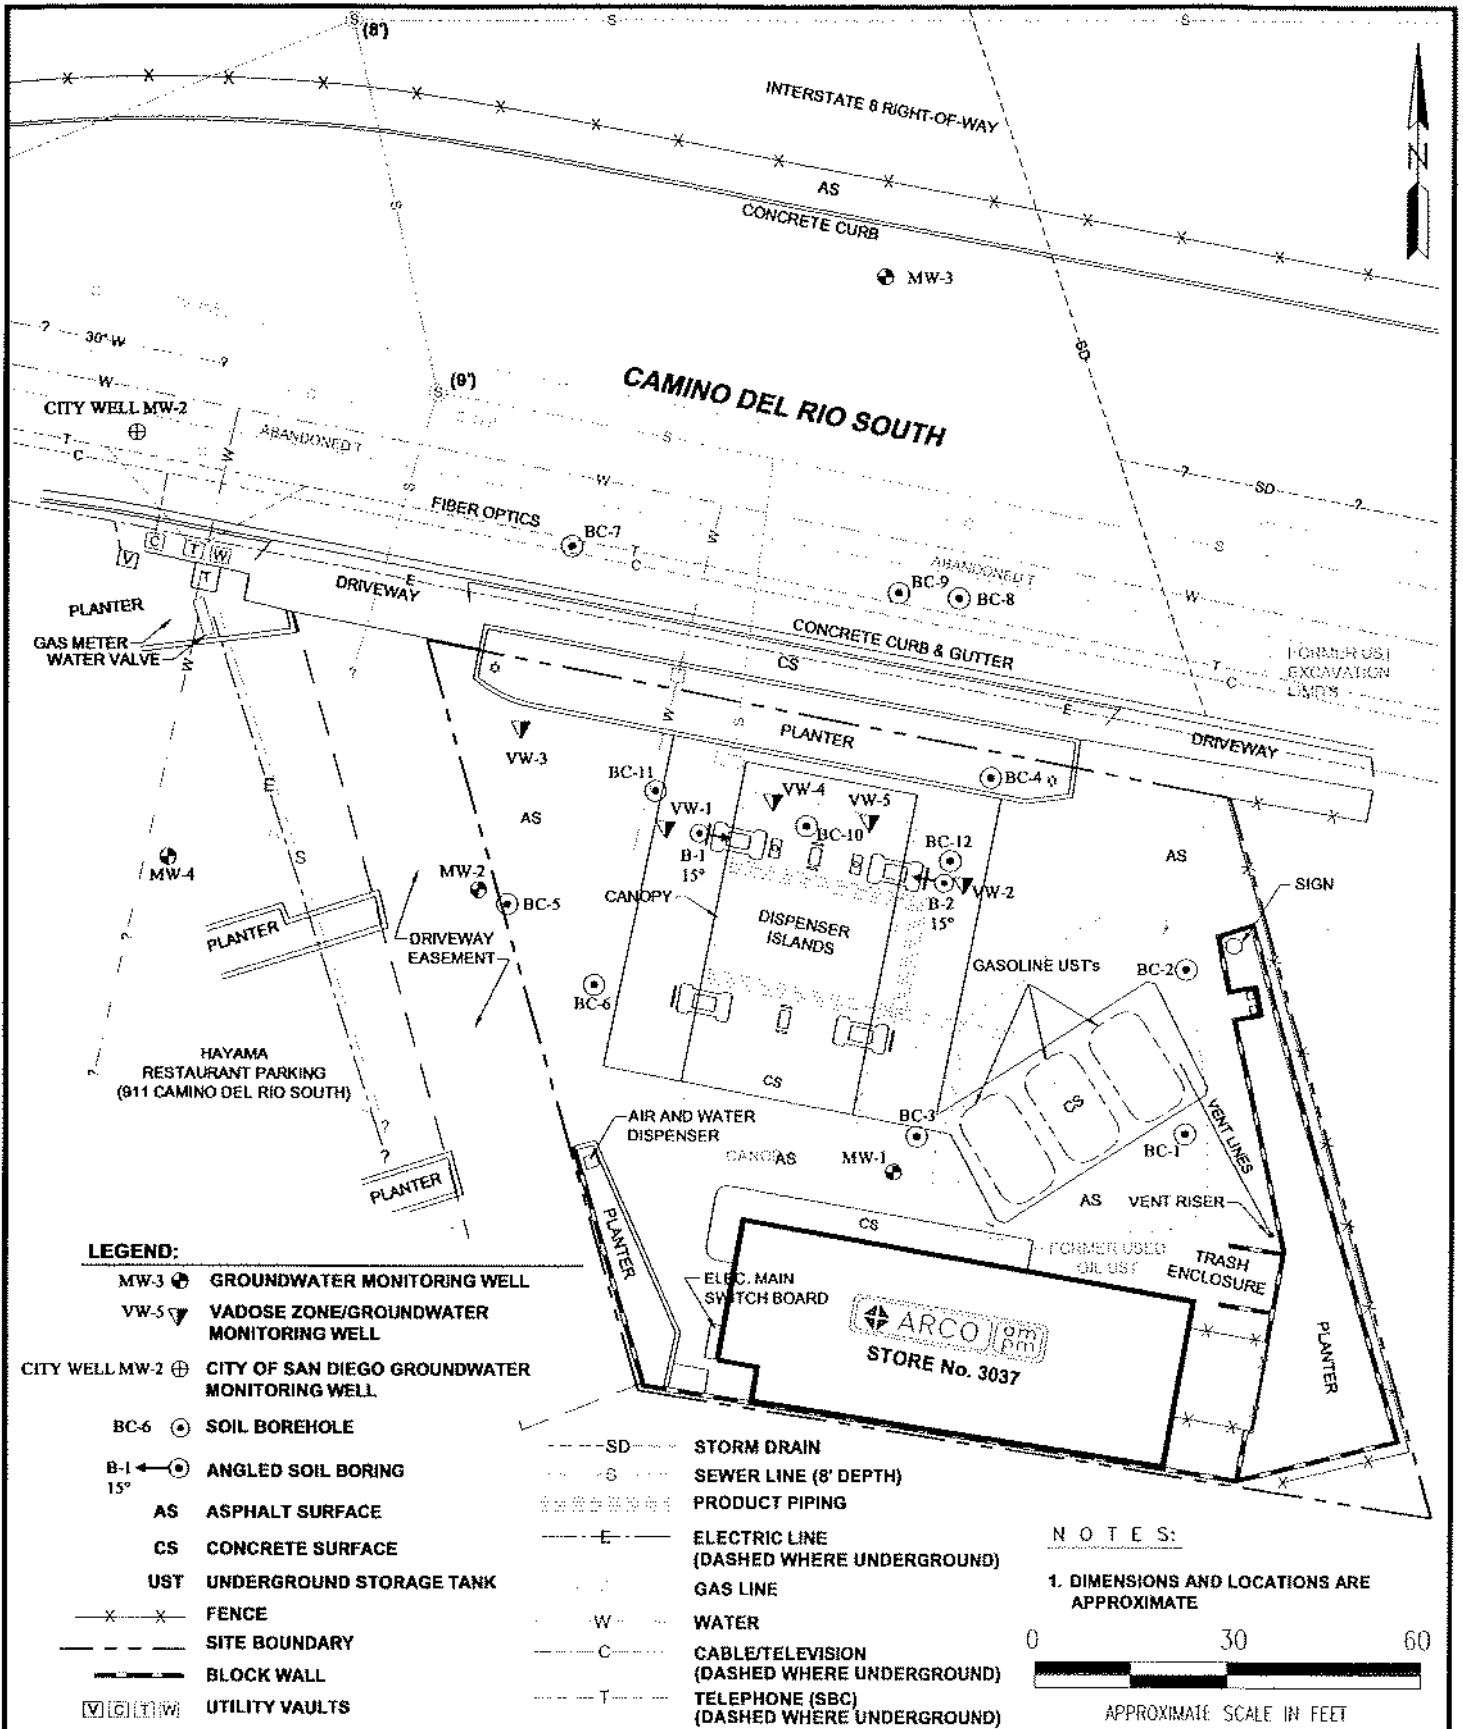 S
S
S
(8')
INTERSTATE 8 RIGHT-OF-WAY
N
AS
CONCRETE CURB
S
MW-3
SD
? 30"W ?
W
(9')
S
CAMINO DEL RIO SOUTH
CITY WELL MW-2
ABANDONED T
T
C
W
S
S
W
? SD ?
FIBER OPTICS
BC-7
T
C
W
S
ABANDONED T
BC-9
BC-8
W
V C T W
T
E
DRIVEWAY
PLANTER
GAS METER
WATER VALVE
W
?
CONCRETE CURB & GUTTER
CS
T
C
FORMER UST
EXCAVATION
LIMITS
E
W
S
PLANTER
DRIVEWAY
VW-3
BC-11
BC-4
VW-4
VW-5
VW-1
AS
BC-10
BC-12
AS
B-1
15°
MW-4
S
MW-2
BC-5
CANOPY
VW-2
B-2
15°
SIGN
PLANTER
?
DRIVEWAY
EASEMENT
DISPENSER
ISLANDS
GASOLINE UST's
BC-2
BC-6
HAYAMA
RESTAURANT PARKING
(911 CAMINO DEL RIO SOUTH)
?
CS
CS
AIR AND WATER
DISPENSER
BC-3
VENT LINES
BC-1
?
?
AS
MW-1
PLANTER
AS
VENT RISER
PLANTER
CS
FORMER USED
OIL UST
TRASH
ENCLOSURE
ELEC. MAIN
SWITCH BOARD
ARCO am pm
STORE No. 3037
PLANTER
LEGEND:
MW-3 GROUNDWATER MONITORING WELL
VW-5 VADOSE ZONE/GROUNDWATER
MONITORING WELL
CITY WELL MW-2 CITY OF SAN DIEGO GROUNDWATER
MONITORING WELL
BC-6 SOIL BOREHOLE
B-1 ANGLED SOIL BORING
15°
AS ASPHALT SURFACE
CS CONCRETE SURFACE
UST UNDERGROUND STORAGE TANK
X X FENCE
SITE BOUNDARY
BLOCK WALL
V C T W UTILITY VAULTS
SD STORM DRAIN
S SEWER LINE (8' DEPTH)
PRODUCT PIPING
E ELECTRIC LINE
(DASHED WHERE UNDERGROUND)
GAS LINE
W WATER
C CABLE/TELEVISION
(DASHED WHERE UNDERGROUND)
T TELEPHONE (SBC)
(DASHED WHERE UNDERGROUND)
NOTES:
1. DIMENSIONS AND LOCATIONS ARE
APPROXIMATE
0 30 60
APPROXIMATE SCALE IN FEET